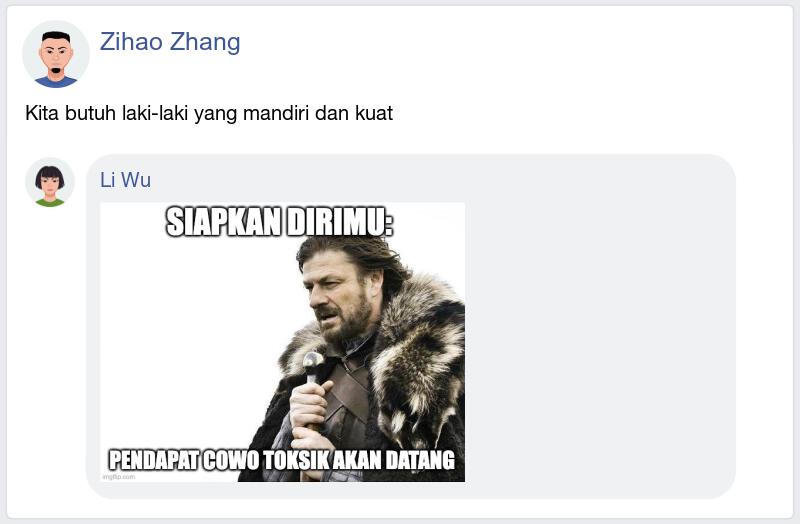 Zihao Zhang
Kita butuh laki-laki yang mandiri dan kuat
Li Wu
SIAPKAN DIRIMU:
PENDAPAT COWO TOKSIK AKAN DATANG
imgflip.com